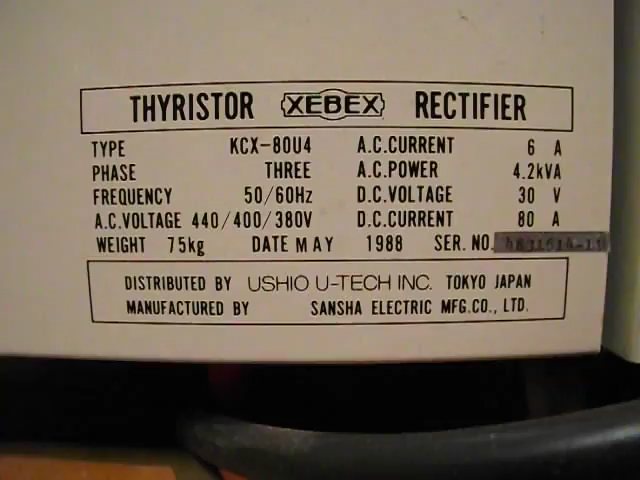 THYRISTOR XEBEX RECTIFIER
TYPE KCX-80U4 A.C.CURRENT 6 A
PHASE THREE A.C.POWER 4.2kVA
FREQUENCY 50/60Hz D.C.VOLTAGE 30 V
A.C.VOLTAGE 440/400/380V D.C.CURRENT 80 A
WEIGHT 75kg DATE MAY 1988 SER. NO.
DISTRIBUTED BY USHIO U-TECH INC. TOKYO JAPAN
MANUFACTURED BY SANSHA ELECTRIC MFG.CO., LTD.